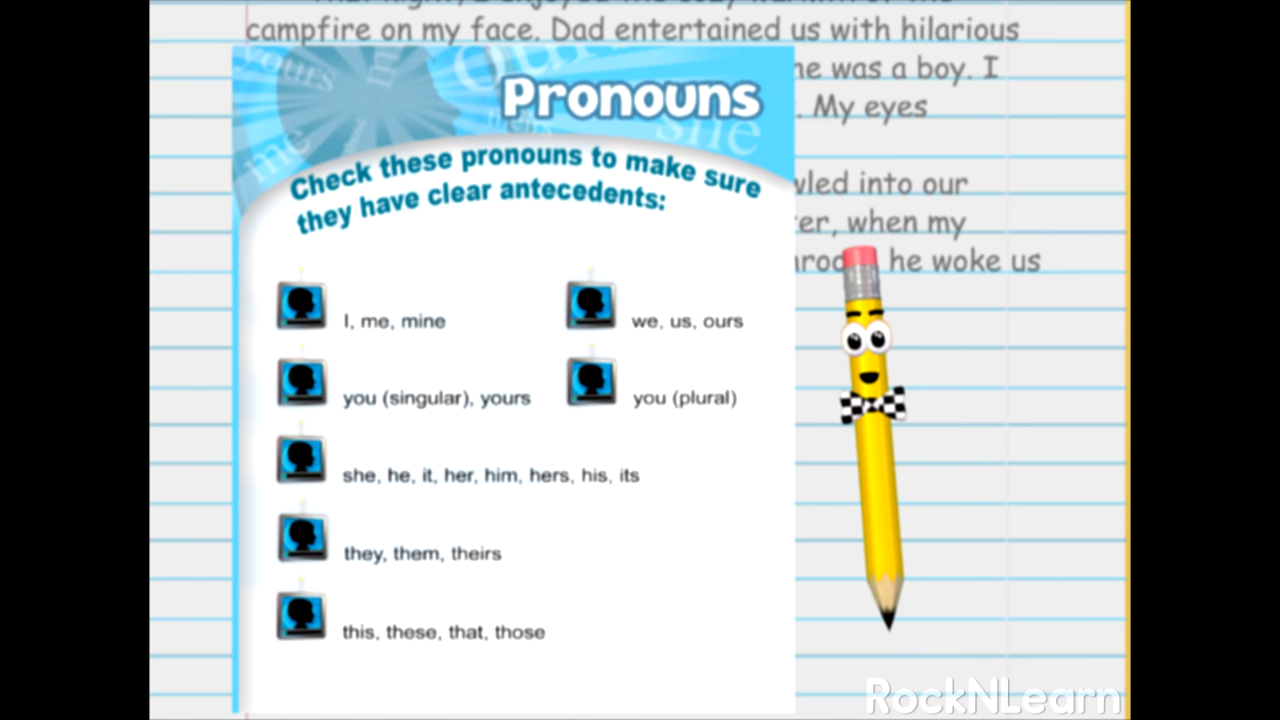 campfire on my face. Dad entertained us with hilarious
he was a boy. I
. My eyes
into our
when my
he woke us
yours
me
she
Pronouns
Check these pronouns to make sure
they have clear antecedents:
I, me, mine
we, us, ours
you (singular), yours
you (plural)
she, he, it, her, him, hers, his, its
they, them, theirs
this, these, that, those
RockNLearn